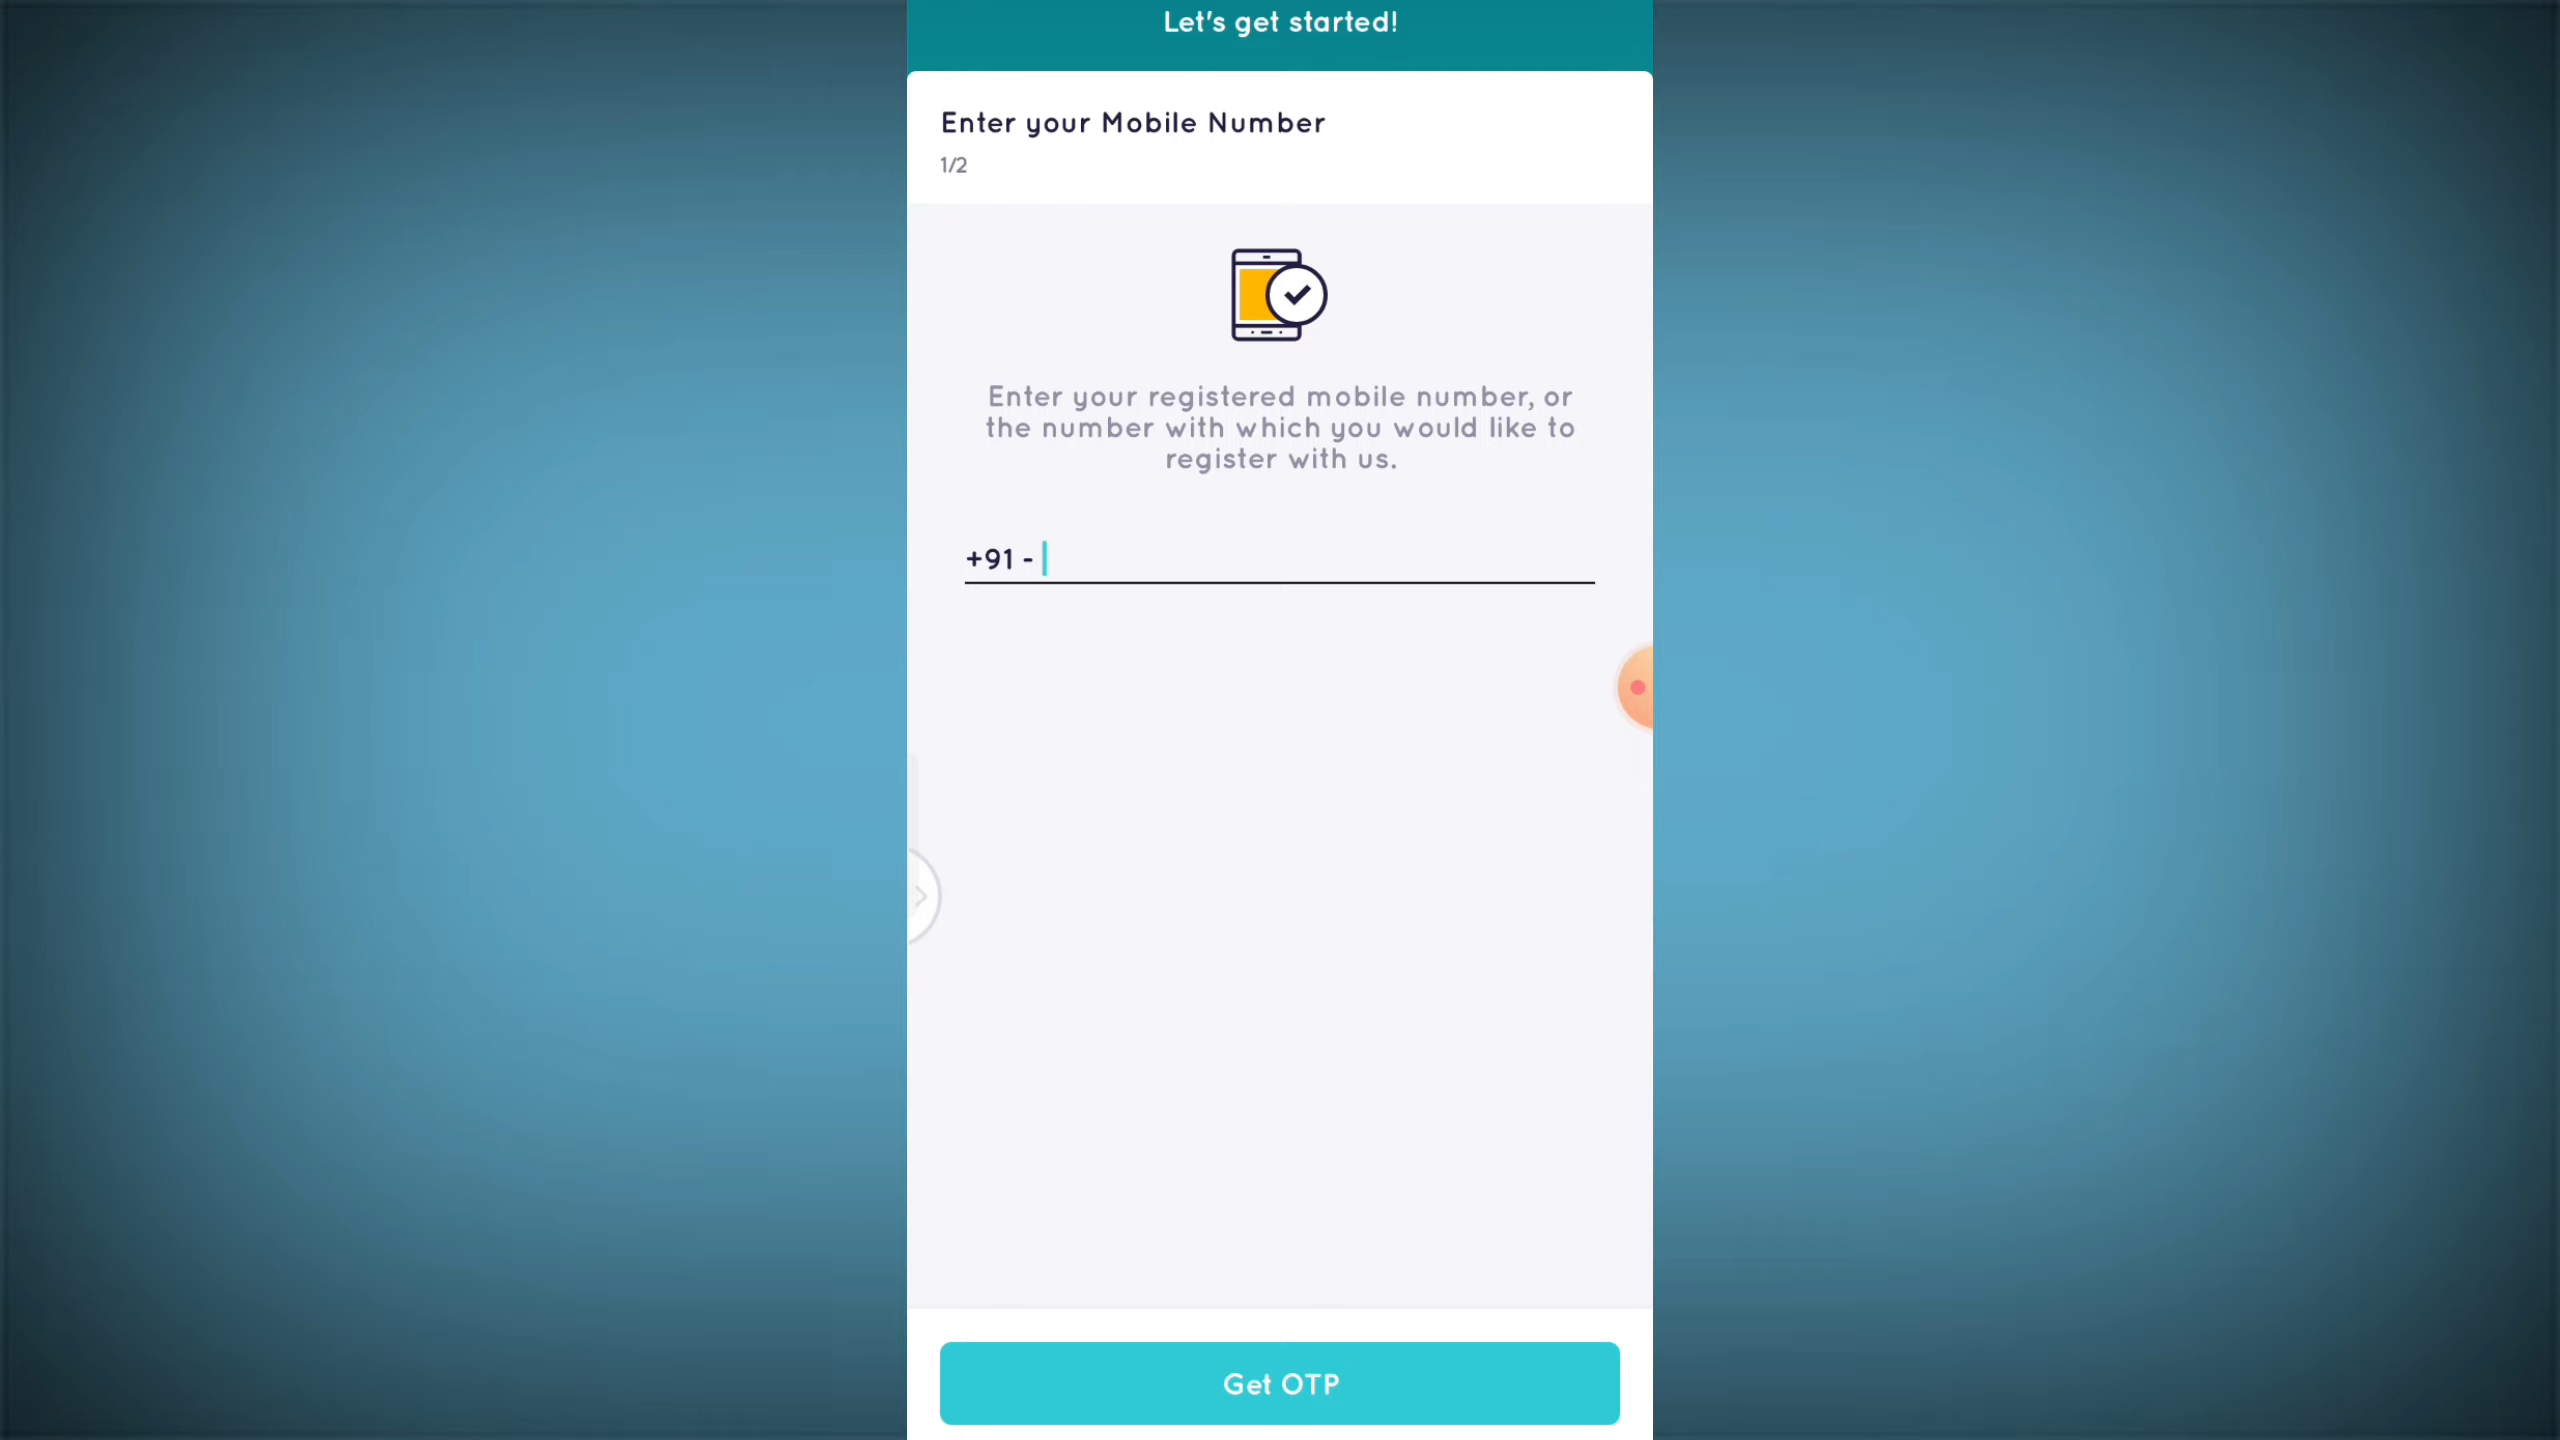 Let's get started!
Enter your Mobile Number
1/2
Enter your registered mobile number, or
the number with which you would like to
register with us.
+91 -
Get OTP